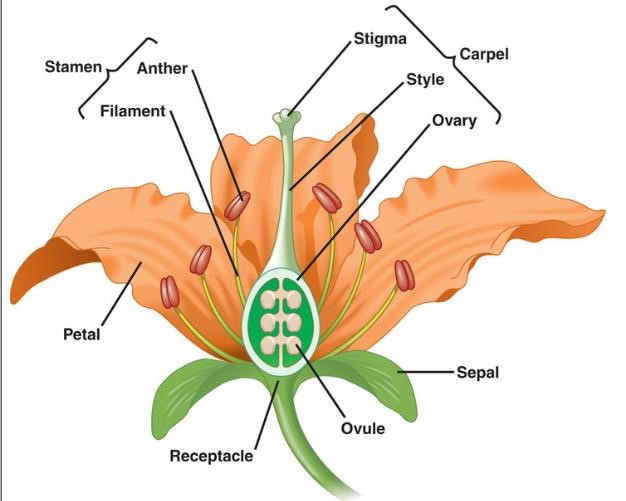 Stigma
Carpel
Stamen
Anther
Style
Filament
Ovary
Petal
Sepal
Ovule
Receptacle